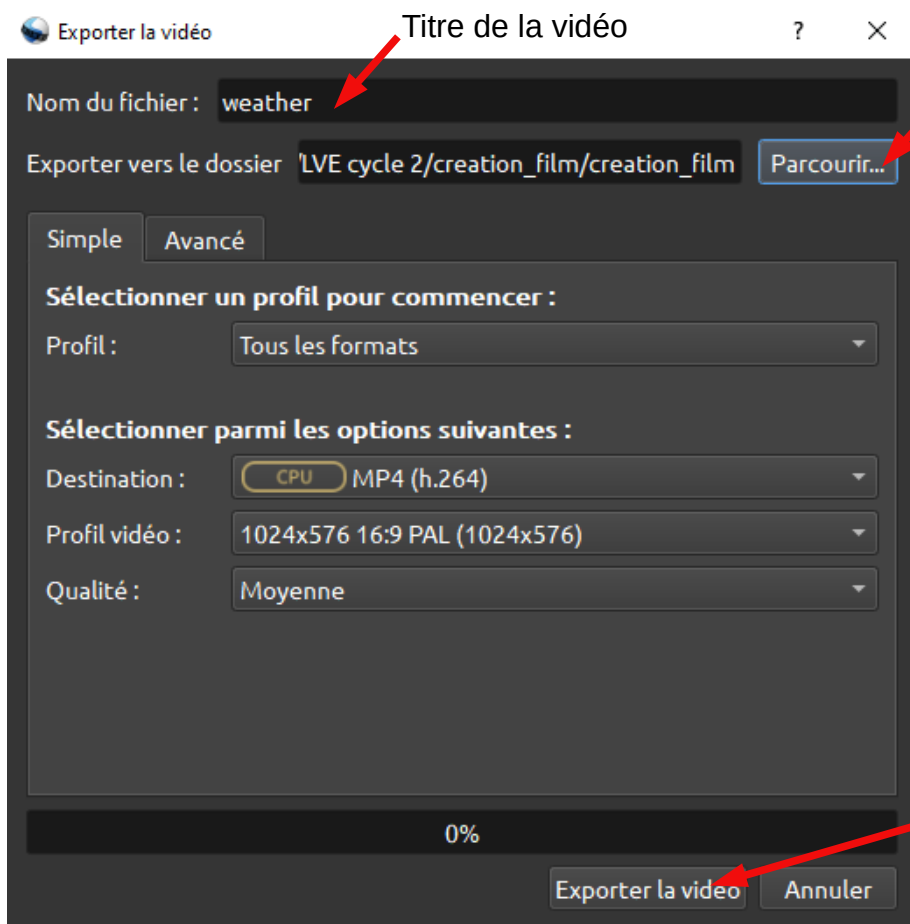 Exporter la vidéo
Titre de la vidéo
?
Nom du fichier : weather
Exporter vers le dossier 'LVE cycle 2/creation_film/creation_film Parcourir...
Simple Avancé
Sélectionner un profil pour commencer :
Profil : Tous les formats
Sélectionner parmi les options suivantes :
Destination : CPU MP4 (h.264)
Profil vidéo : 1024x576 16:9 PAL (1024x576)
Qualité : Moyenne
0%
Exporter la vidéo Annuler